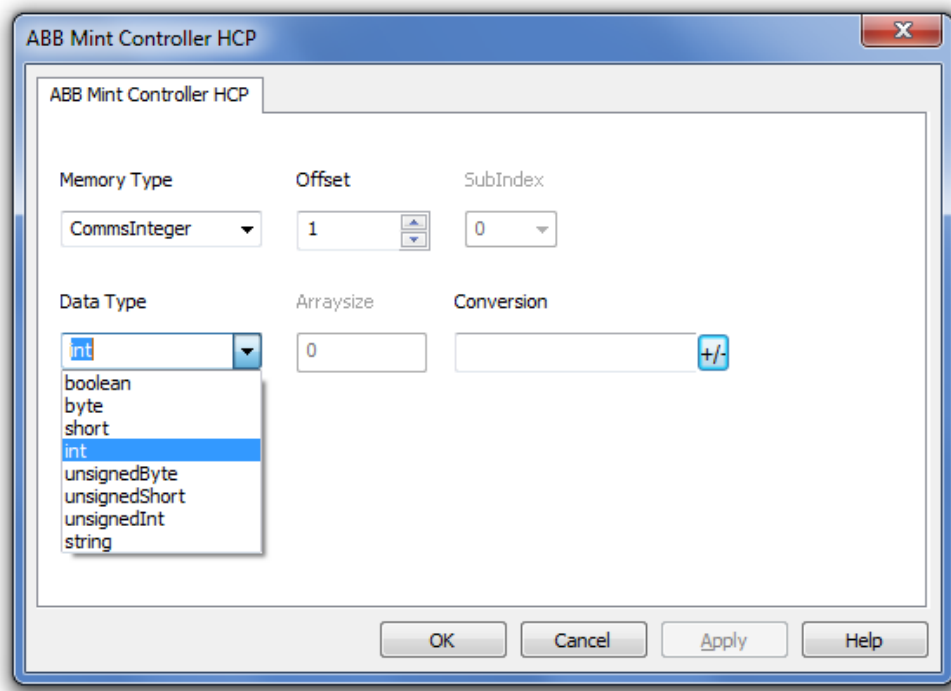 ABB Mint Controller HCP
ABB Mint Controller HCP
Memory Type Offset SubIndex
CommsInteger 1 0
Data Type Arraysize Conversion
int 0 +/-
boolean
byte
short
int
unsignedByte
unsignedShort
unsignedInt
string
OK Cancel Apply Help